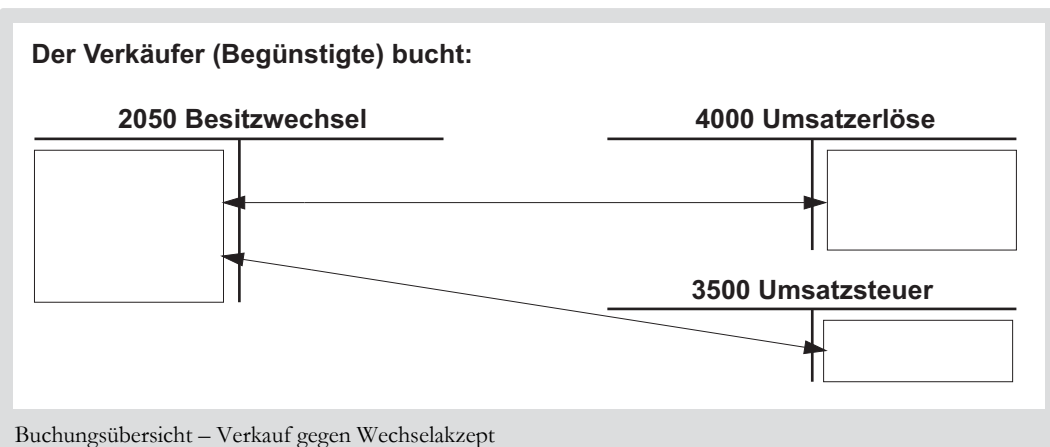 Der Verkäufer (Begünstigte) bucht:
2050 Besitzwechsel
4000 Umsatzerlöse
3500 Umsatzsteuer
Buchungsübersicht – Verkauf gegen Wechselakzept